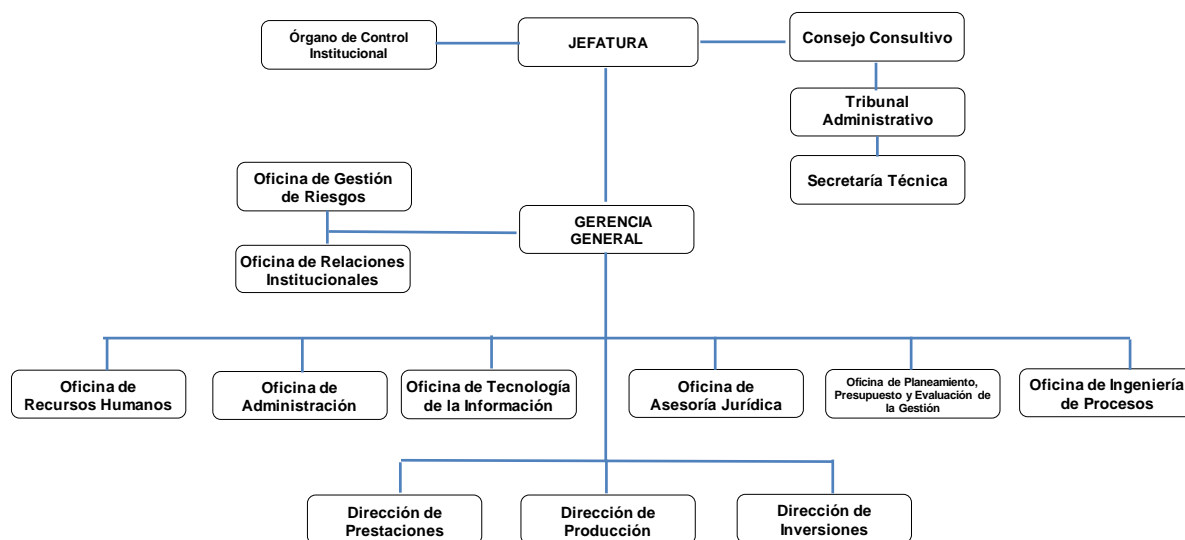 Órgano de Control
Institucional
JEFATURA
Consejo Consultivo
Tribunal
Administrativo
Secretaría Técnica
Oficina de Gestión
de Riesgos
GERENCIA
GENERAL
Oficina de Relaciones
Institucionales
Oficina de
Recursos Humanos
Oficina de
Administración
Oficina de Tecnología
de la Información
Oficina de
Asesoría Jurídica
Oficina de Planeamiento,
Presupuesto y Evaluación de
la Gestión
Oficina de Ingeniería
de Procesos
Dirección de
Prestaciones
Dirección de
Producción
Dirección de
Inversiones